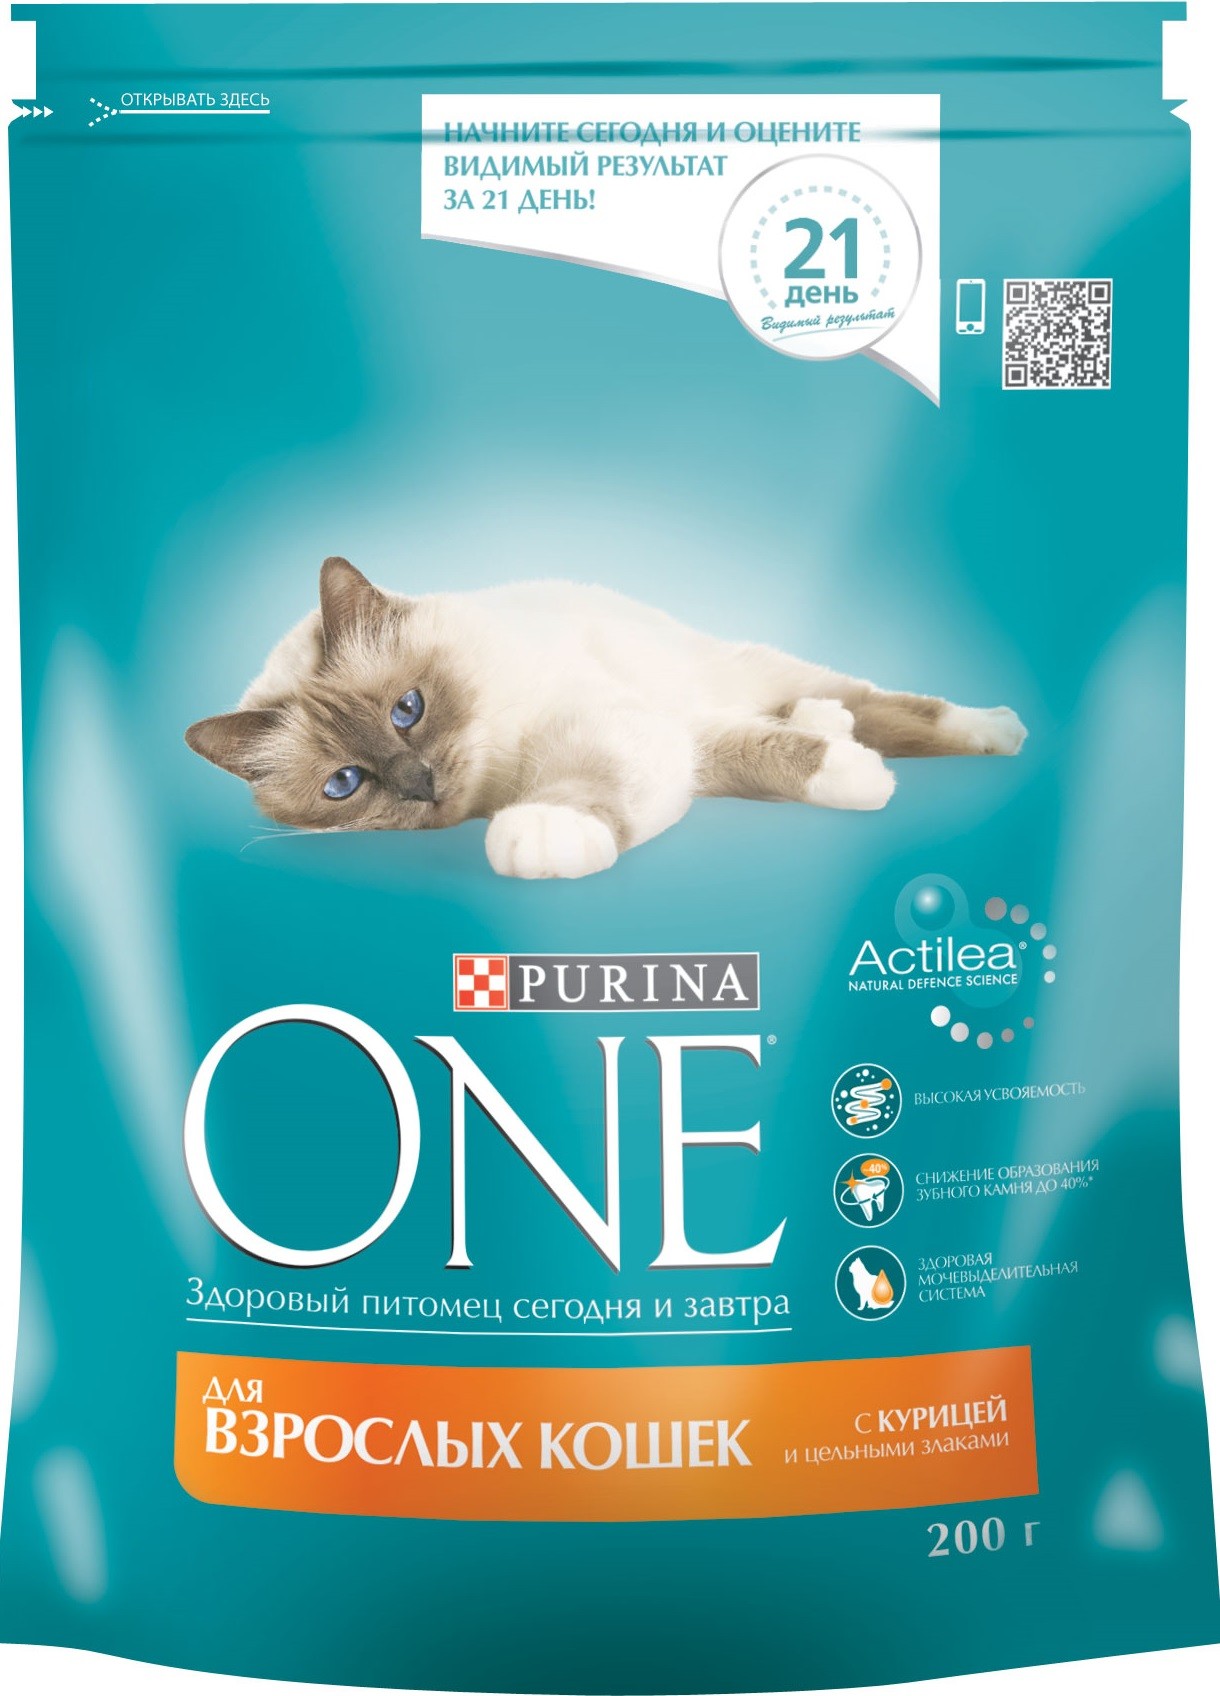 ОТКРЫВАТЬ ЗДЕСЬ
НАЧНИТЕ СЕГОДНЯ И ОЦЕНИТЕ
ВИДИМЫЙ РЕЗУЛЬТАТ
ЗА 21 ДЕНЬ!
21
день
Видимый результат
Actilea®
NATURAL DEFENCE SCIENCE
PURINA
ONE®
Здоровый питомец сегодня и завтра
ВЫСОКАЯ УСВОЯЕМОСТЬ
-40%
СНИЖЕНИЕ ОБРАЗОВАНИЯ
ЗУБНОГО КАМНЯ ДО 40%*
ЗДОРОВАЯ
МОЧЕВЫДЕЛИТЕЛЬНАЯ
СИСТЕМА
ДЛЯ
ВЗРОСЛЫХ КОШЕК
С КУРИЦЕЙ
И ЦЕЛЬНЫМИ ЗЛАКАМИ
200 г